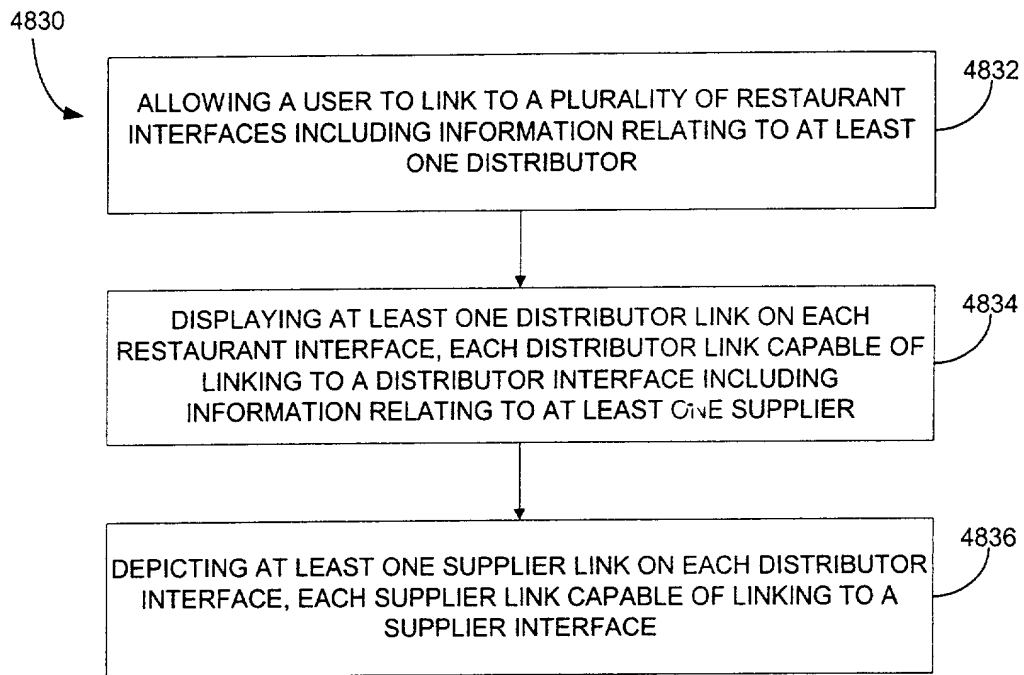 4830
4832
ALLOWING A USER TO LINK TO A PLURALITY OF RESTAURANT
INTERFACES INCLUDING INFORMATION RELATING TO AT LEAST
ONE DISTRIBUTOR
4834
DISPLAYING AT LEAST ONE DISTRIBUTOR LINK ON EACH
RESTAURANT INTERFACE, EACH DISTRIBUTOR LINK CAPABLE OF
LINKING TO A DISTRIBUTOR INTERFACE INCLUDING
INFORMATION RELATING TO AT LEAST ONE SUPPLIER
4836
DEPICTING AT LEAST ONE SUPPLIER LINK ON EACH DISTRIBUTOR
INTERFACE, EACH SUPPLIER LINK CAPABLE OF LINKING TO A
SUPPLIER INTERFACE